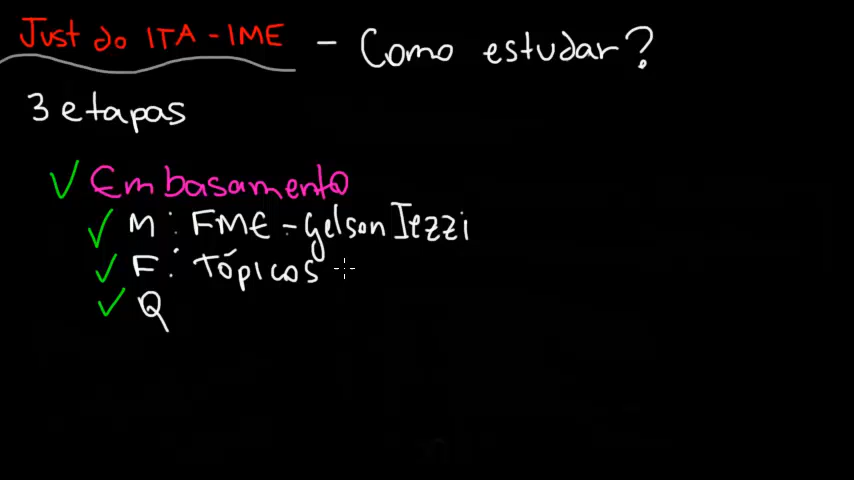 Just do ITA - IME - Como estudar?
3 etapas
✓ Embasamento
✓ M: FME - Gelson Iezzi
✓ F: Tópicos
✓ Q